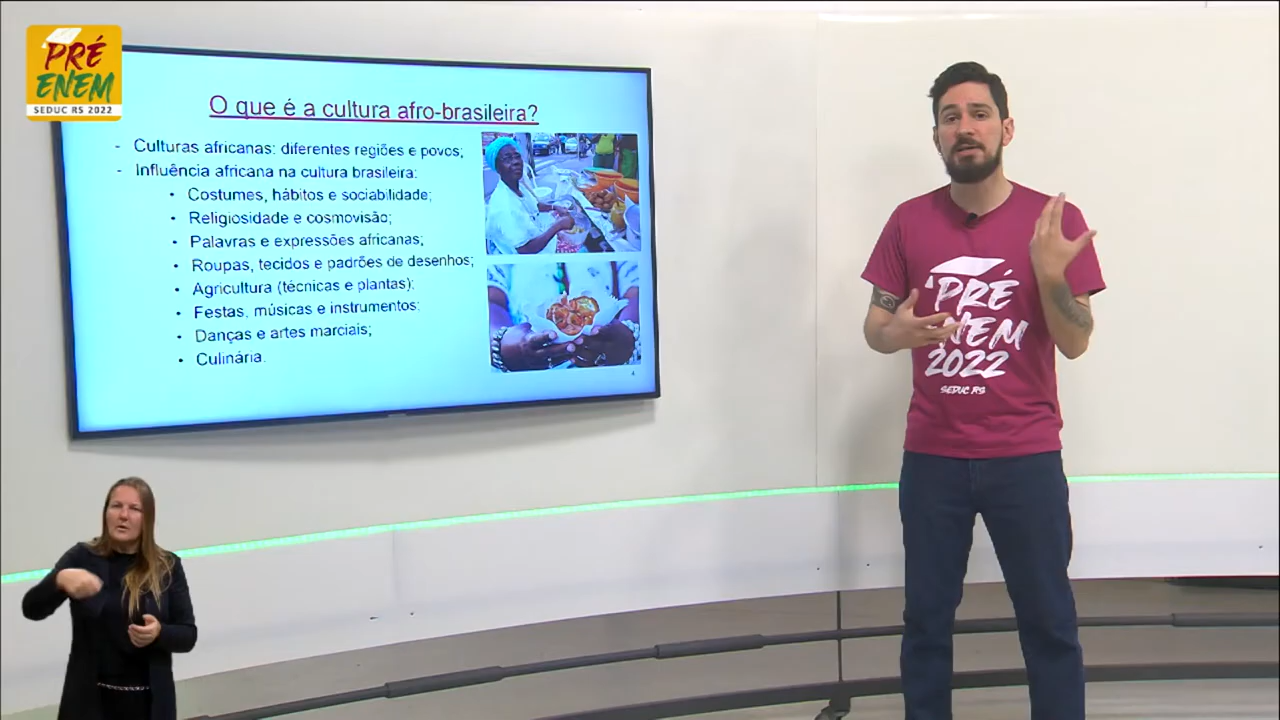 PRÉ
ENEM
SEDUC RS 2022
O que é a cultura afro-brasileira?
- Culturas africanas: diferentes regiões e povos;
- Influência africana na cultura brasileira:
• Costumes, hábitos e sociabilidade;
• Religiosidade e cosmovisão;
• Palavras e expressões africanas;
• Roupas, tecidos e padrões de desenhos;
• Agricultura (técnicas e plantas);
• Festas, músicas e instrumentos;
• Danças e artes marciais;
• Culinária.
4
PRÉ
ENEM
2022
SEDUC RS